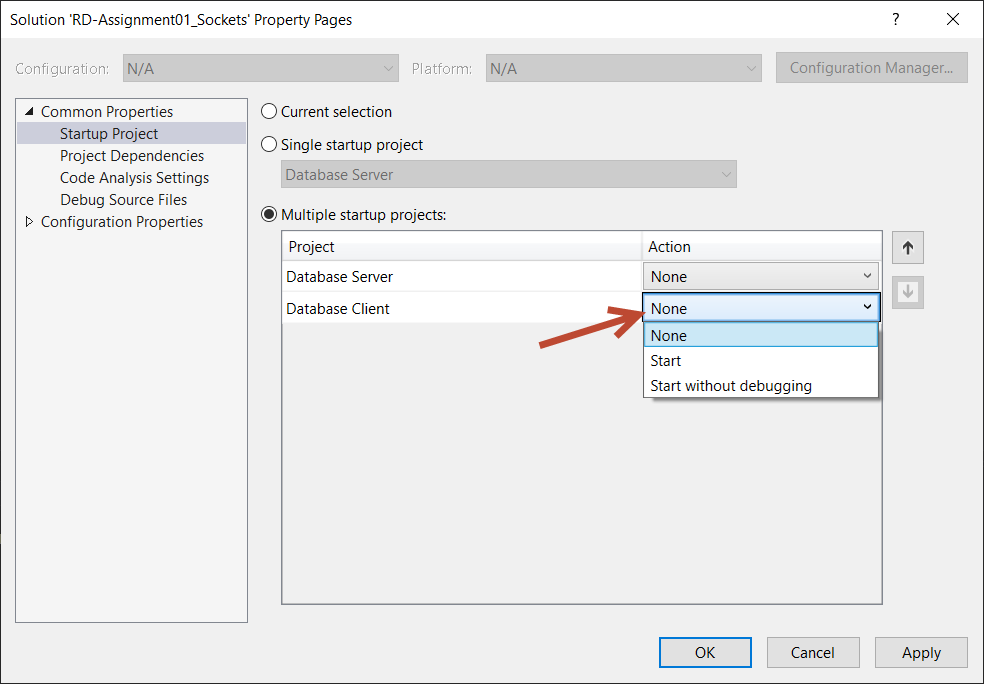 Solution 'RD-Assignment01_Sockets' Property Pages
?
Configuration: N/A Platform: N/A Configuration Manager...
Common Properties
Startup Project
Project Dependencies
Code Analysis Settings
Debug Source Files
Configuration Properties
Current selection
Single startup project
Database Server
Multiple startup projects:
Project Action
Database Server None
Database Client None
None
Start
Start without debugging
OK Cancel Apply